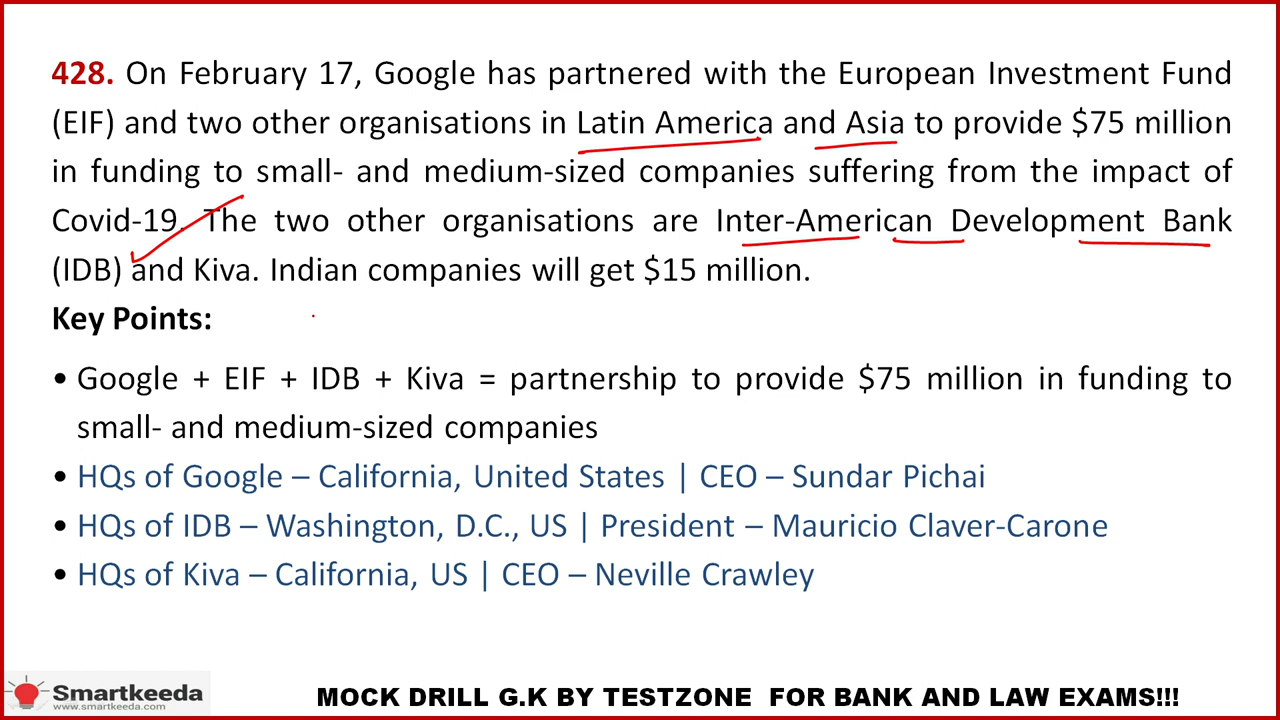 428. On February 17, Google has partnered with the European Investment Fund
(EIF) and two other organisations in Latin America and Asia to provide $75 million
in funding to small- and medium-sized companies suffering from the impact of
Covid-19. The two other organisations are Inter-American Development Bank
(IDB) and Kiva. Indian companies will get $15 million.
Key Points:
• Google + EIF + IDB + Kiva = partnership to provide $75 million in funding to
small- and medium-sized companies
• HQs of Google – California, United States | CEO – Sundar Pichai
• HQs of IDB – Washington, D.C., US | President – Mauricio Claver-Carone
• HQs of Kiva – California, US | CEO – Neville Crawley
Smartkeeda
www.smartkeeda.com
MOCK DRILL G.K BY TESTZONE FOR BANK AND LAW EXAMS!!!